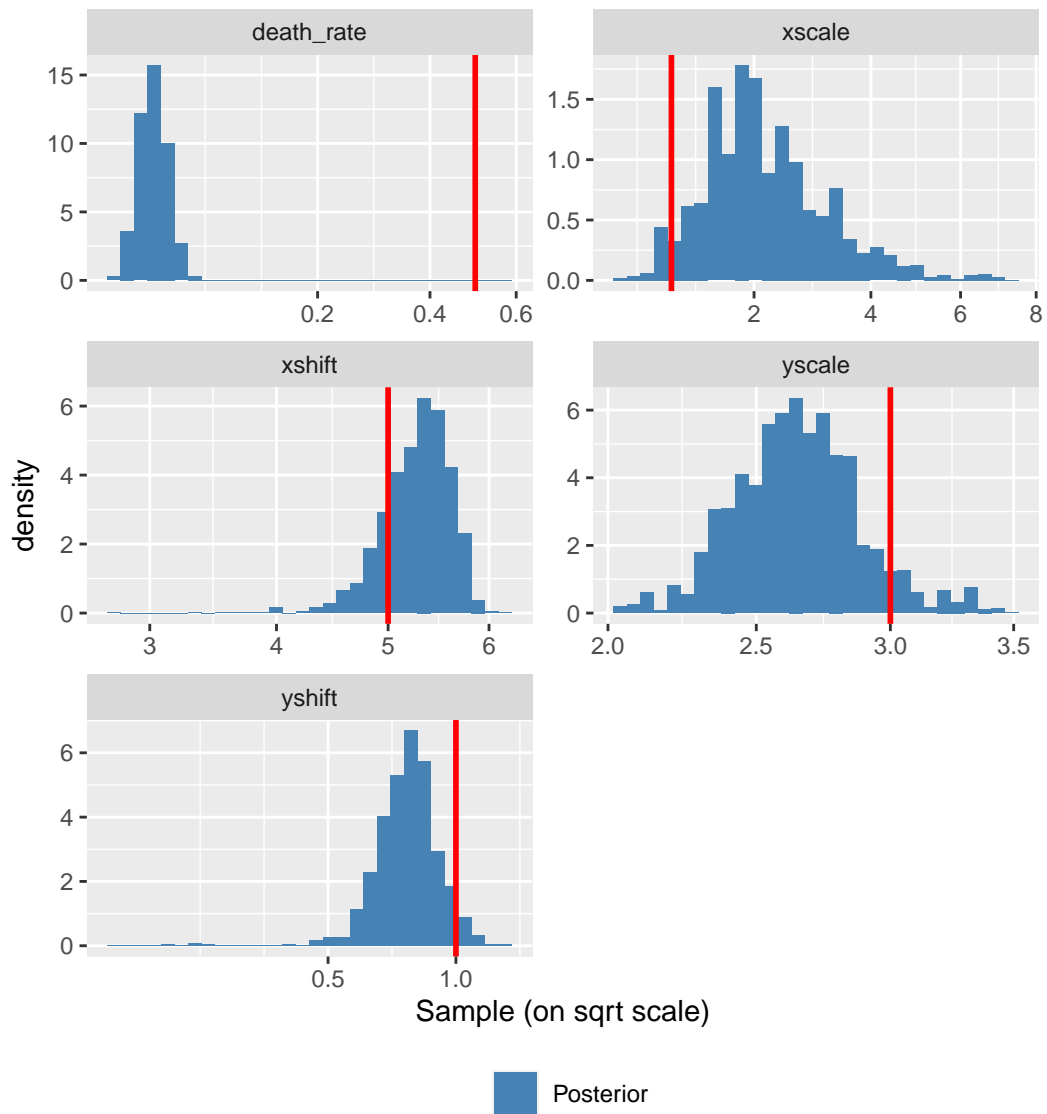 death_rate
xscale
15
10
5
0
0.2 0.4 0.6
1.5
1.0
0.5
0.0
2 4 6 8
xshift
yscale
6
4
2
0
3 4 5 6
6
4
2
0
2.0 2.5 3.0 3.5
density
yshift
6
4
2
0
0.5 1.0
Sample (on sqrt scale)
Posterior